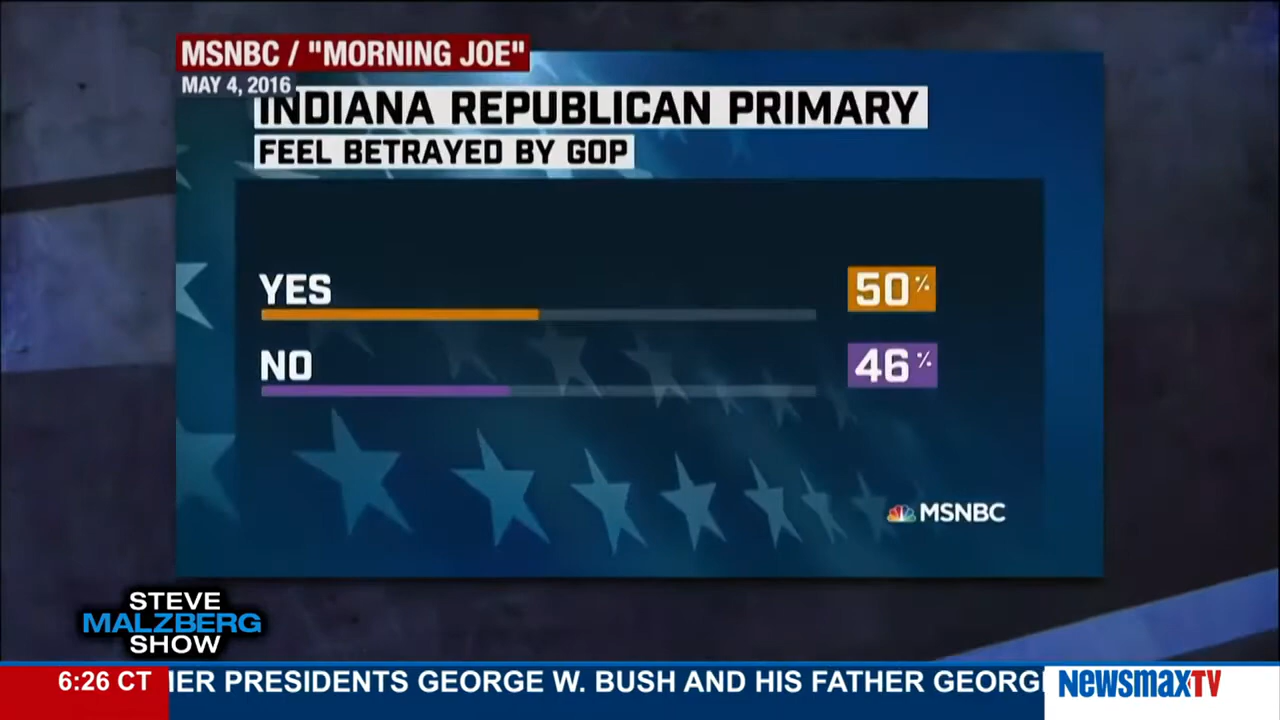 MSNBC / "MORNING JOE"
MAY 4, 2016
INDIANA REPUBLICAN PRIMARY
FEEL BETRAYED BY GOP
YES 50%
NO 46%
MSNBC
STEVE
MALZBERG
SHOW
6:26 CT PRESIDENTS GEORGE W. BUSH AND HIS FATHER NEWSMAXTV